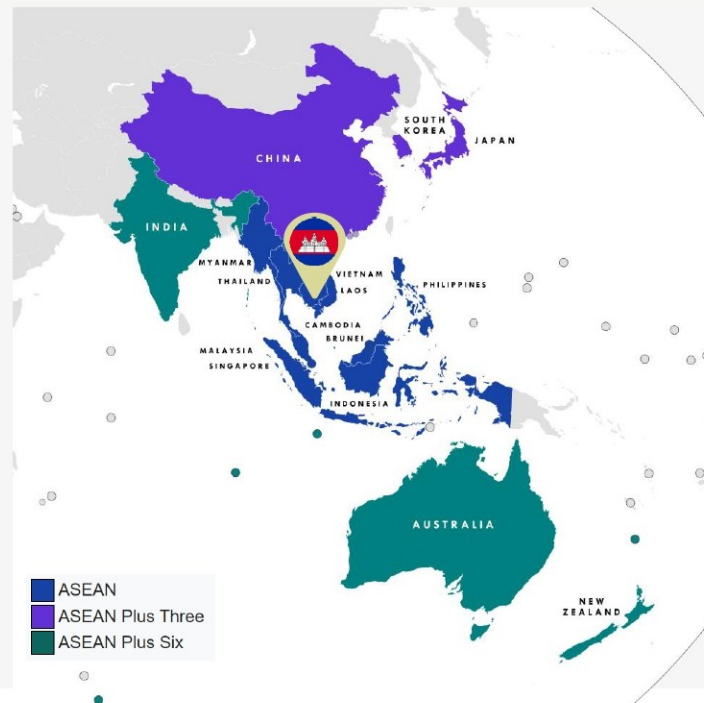 SOUTH
KOREA
JAPAN
CHINA
INDIA
MYANMAR
THAILAND
VIETNAM
LAOS
PHILIPPINES
CAMBODIA
BRUNEI
MALAYSIA
SINGAPORE
INDONESIA
AUSTRALIA
NEW
ZEALAND
ASEAN
ASEAN Plus Three
ASEAN Plus Six